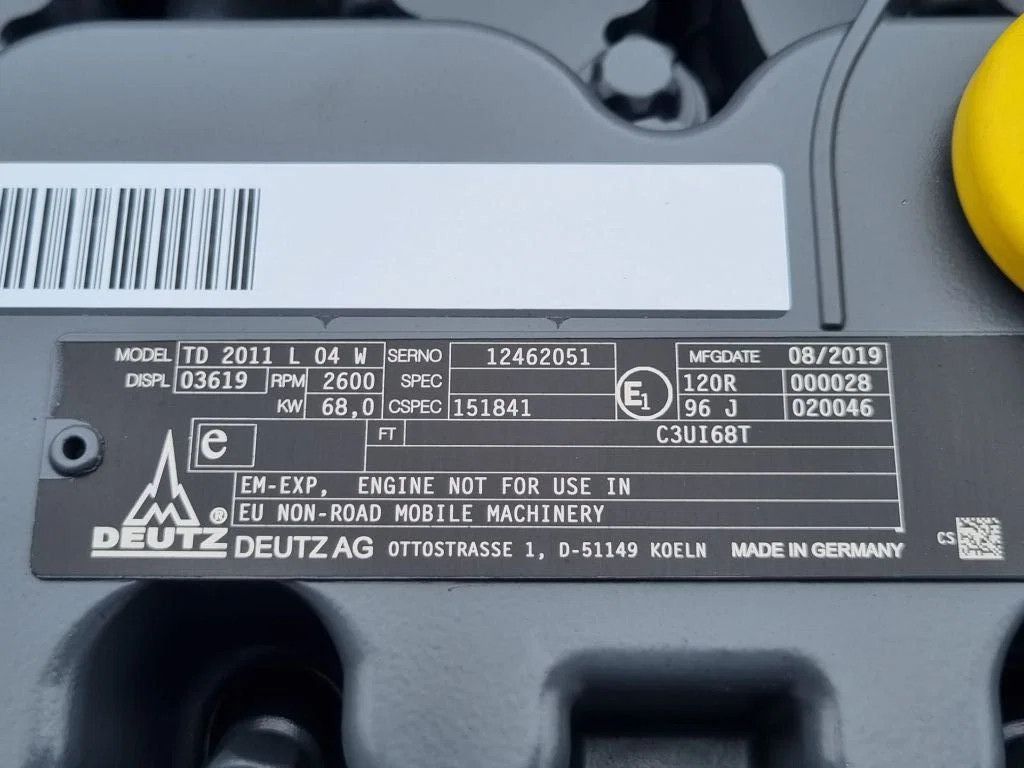 MODEL TD 2011 L 04 W SERNO 12462051 MFGDATE 08/2019
DISPL 03619 RPM 2600 SPEC E1 120R 000028
KW 68,0 CSPEC 151841 96 J 020046
e FT C3UI68T
EM-EXP, ENGINE NOT FOR USE IN
EU NON-ROAD MOBILE MACHINERY
DEUTZ ® DEUTZ AG OTTOSTRASSE 1, D-51149 KOELN MADE IN GERMANY CS